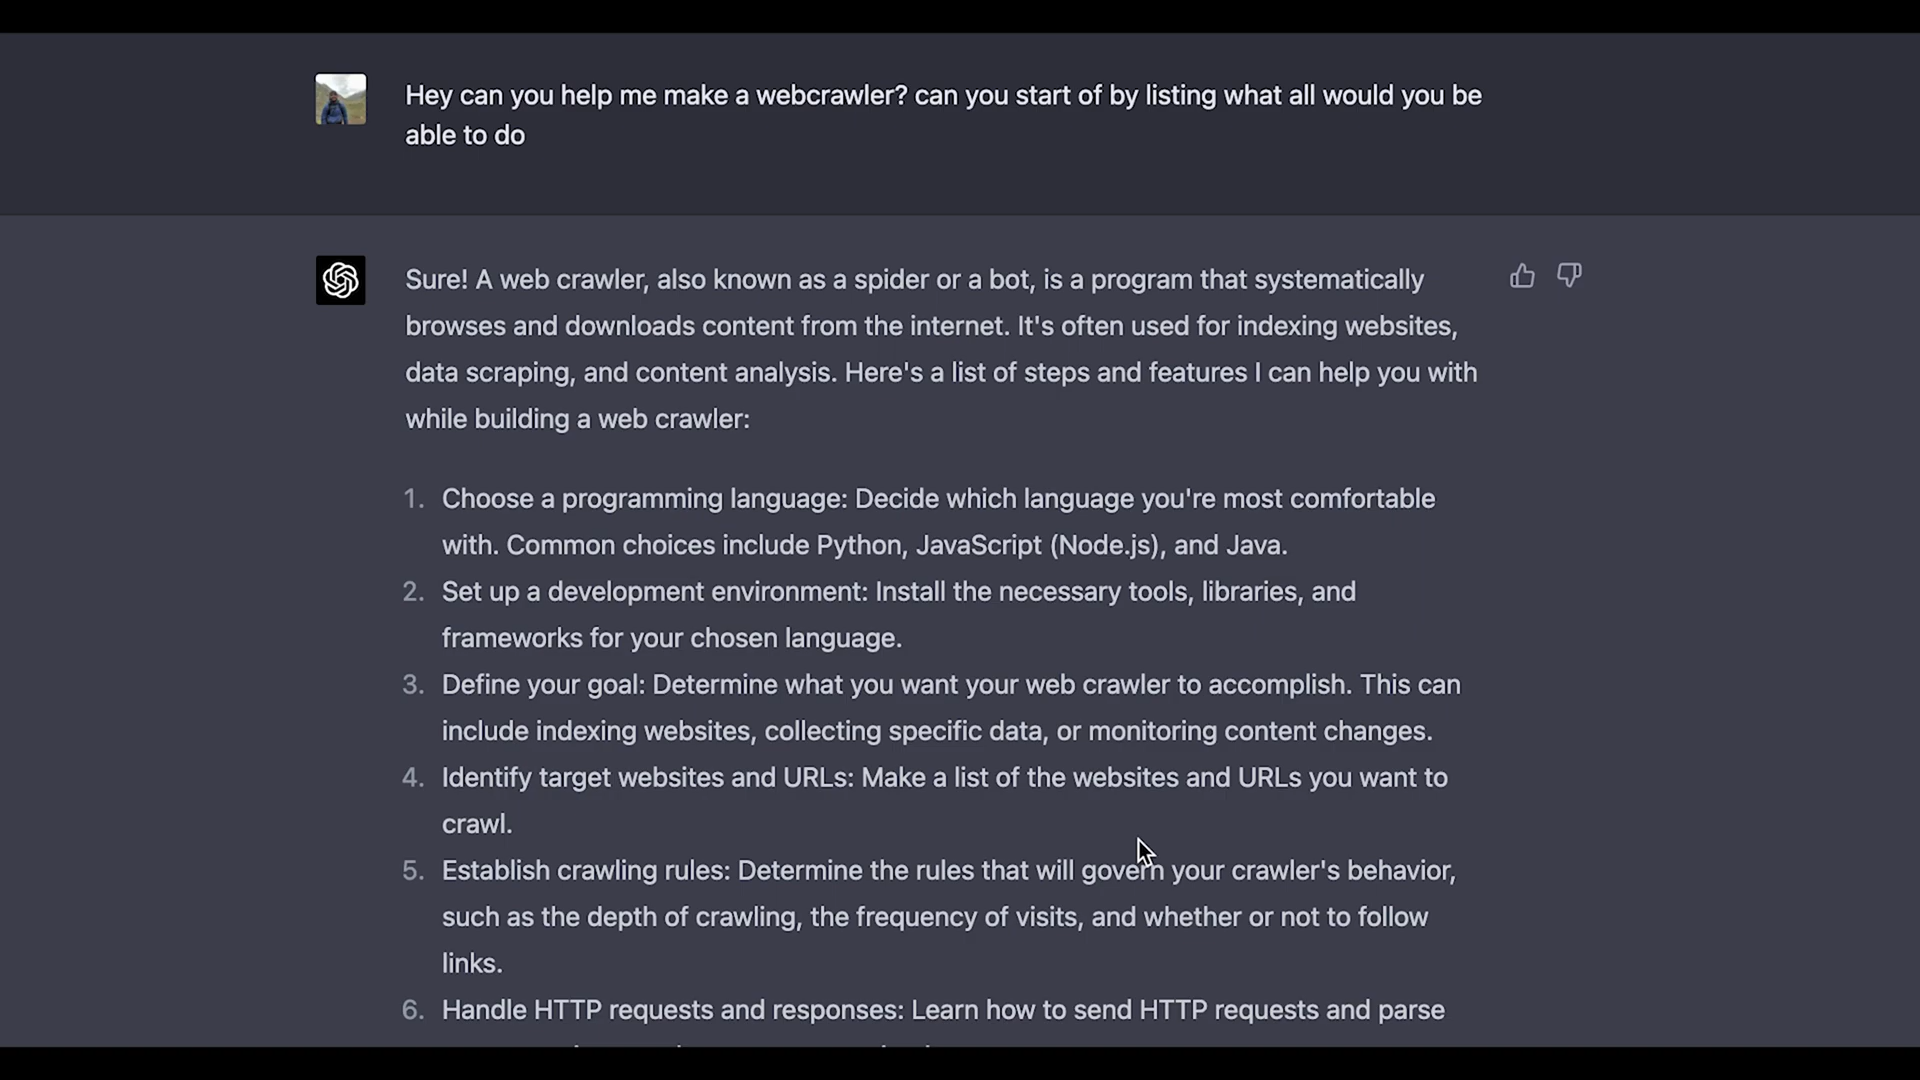 Hey can you help me make a webcrawler? can you start of by listing what all would you be
able to do
Sure! A web crawler, also known as a spider or a bot, is a program that systematically
browses and downloads content from the internet. It's often used for indexing websites,
data scraping, and content analysis. Here's a list of steps and features I can help you with
while building a web crawler:
1. Choose a programming language: Decide which language you're most comfortable
with. Common choices include Python, JavaScript (Node.js), and Java.
2. Set up a development environment: Install the necessary tools, libraries, and
frameworks for your chosen language.
3. Define your goal: Determine what you want your web crawler to accomplish. This can
include indexing websites, collecting specific data, or monitoring content changes.
4. Identify target websites and URLs: Make a list of the websites and URLs you want to
crawl.
5. Establish crawling rules: Determine the rules that will govern your crawler's behavior,
such as the depth of crawling, the frequency of visits, and whether or not to follow
links.
6. Handle HTTP requests and responses: Learn how to send HTTP requests and parse